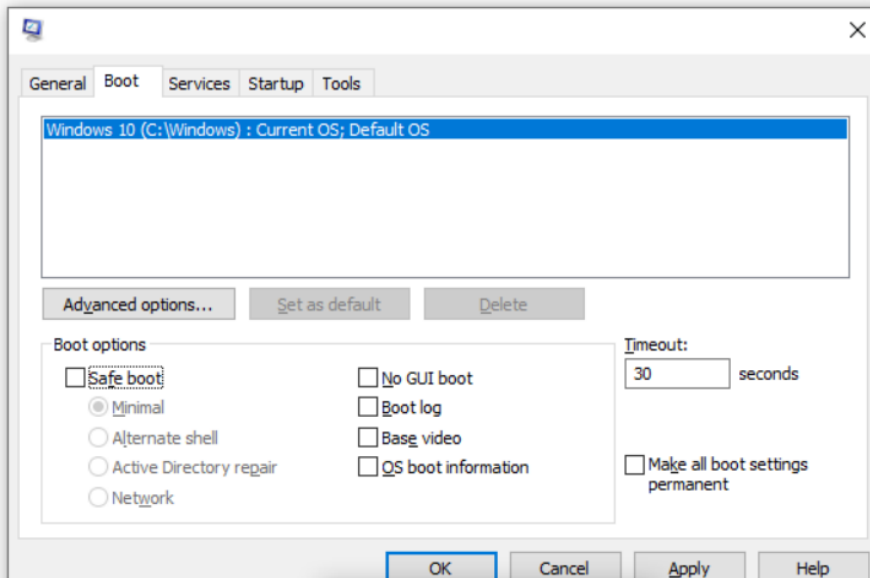 General Boot Services Startup Tools
Windows 10 (C:\Windows) : Current OS; Default OS
Advanced options... Set as default Delete
Boot options
Timeout:
Safe boot No GUI boot 30 seconds
Minimal Boot log
Alternate shell Base video
Active Directory repair OS boot information Make all boot settings
permanent
Network
OK Cancel Apply Help